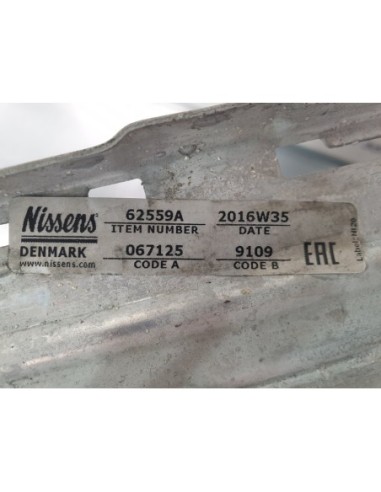 Nissens 62559A 2016W35
ITEM NUMBER DATE
DENMARK 067125 9109 EAC
www.nissens.com CODE A CODE B